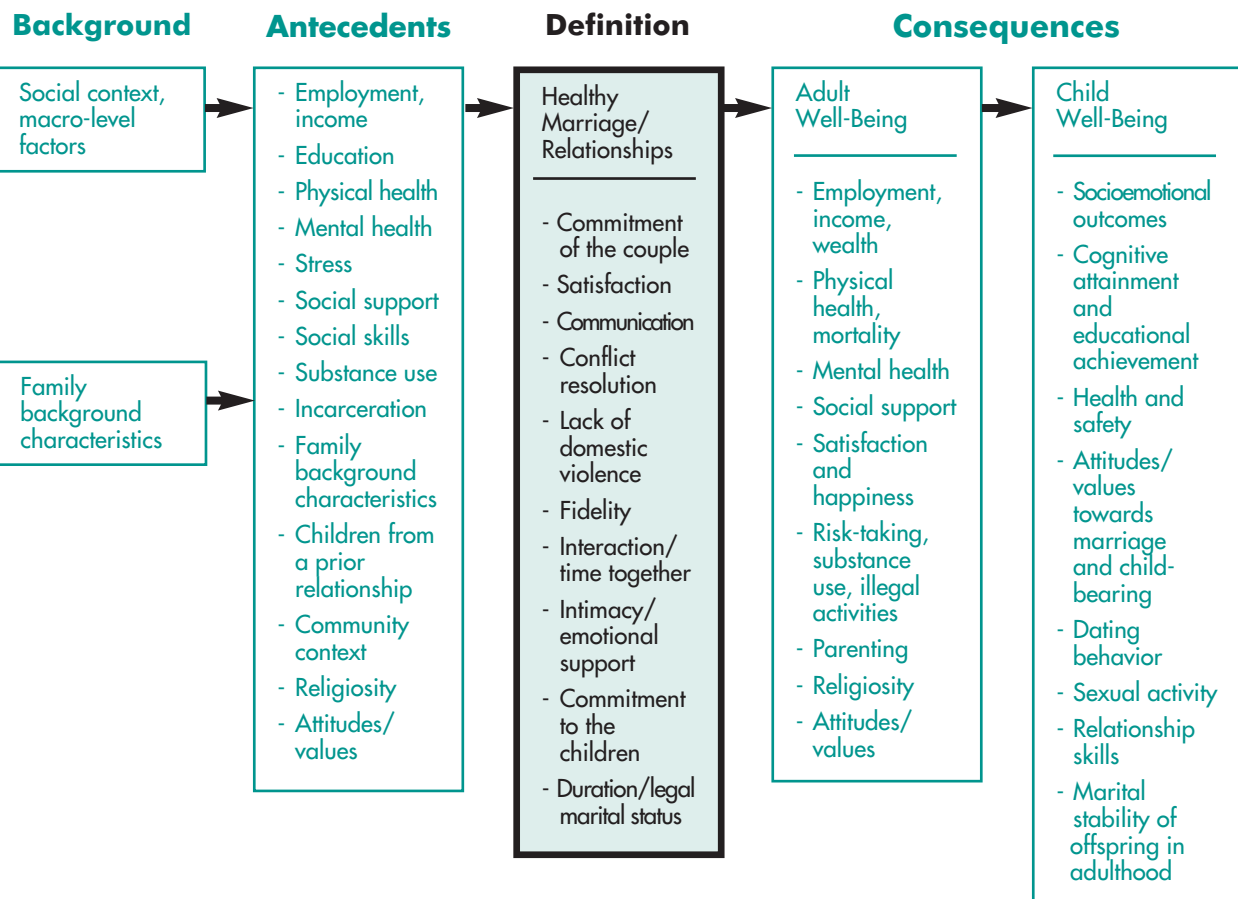 Background
Antecedents
Definition
Consequences
Social context,
macro-level
factors
Family
background
characteristics
- Employment,
income
- Education
- Physical health
- Mental health
- Stress
- Social support
- Social skills
- Substance use
- Incarceration
- Family
background
characteristics
- Children from
a prior
relationship
- Community
context
- Religiosity
- Attitudes/
values
Healthy
Marriage/
Relationships
- Commitment
of the couple
- Satisfaction
- Communication
- Conflict
resolution
- Lack of
domestic
violence
- Fidelity
- Interaction/
time together
- Intimacy/
emotional
support
- Commitment
to the
children
- Duration/legal
marital status
Adult
Well-Being
- Employment,
income,
wealth
- Physical
health,
mortality
- Mental health
- Social support
- Satisfaction
and
happiness
- Risk-taking,
substance
use, illegal
activities
- Parenting
- Religiosity
- Attitudes/
values
Child
Well-Being
- Socioemotional
outcomes
- Cognitive
attainment
and
educational
achievement
- Health and
safety
- Attitudes/
values
towards
marriage
and child-
bearing
- Dating
behavior
- Sexual activity
- Relationship
skills
- Marital
stability of
offspring in
adulthood